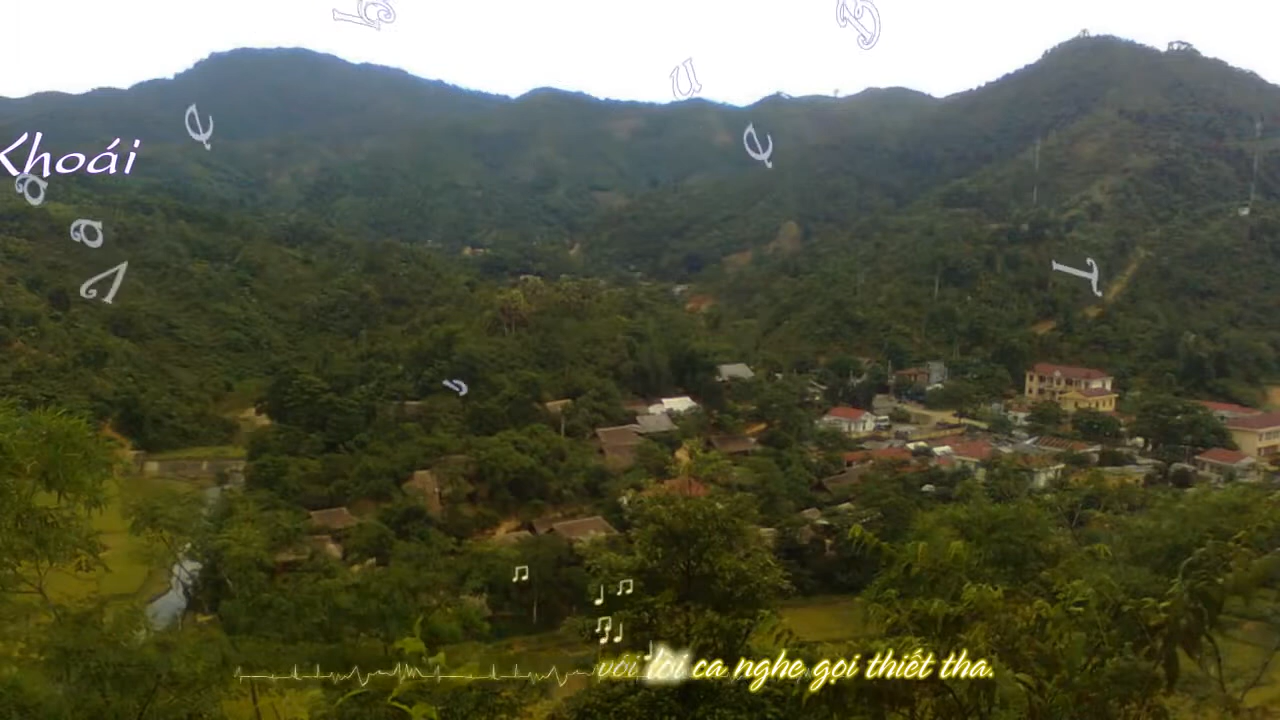 Khoái
với lời ca nghe gọi thiết tha.